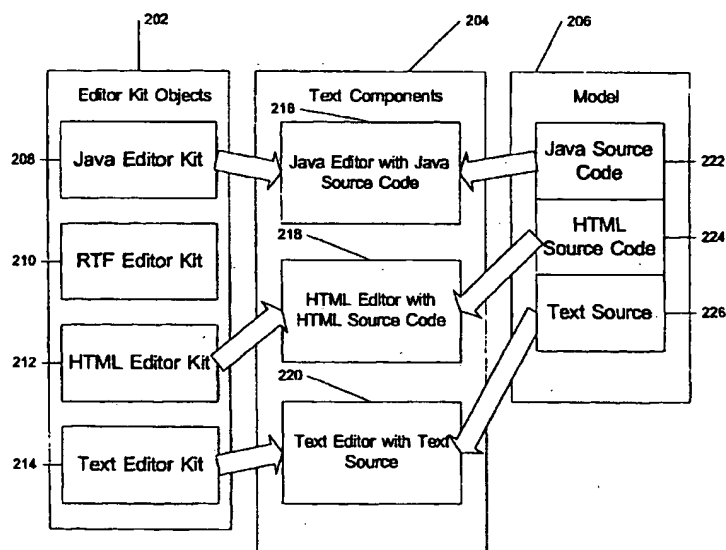 202
204
206
Editor Kit Objects
Text Components
Model
208
Java Editor Kit
218
Java Editor with Java
Source Code
Java Source
Code
222
210
RTF Editor Kit
218
HTML Editor with
HTML Source Code
HTML
Source Code
224
212
HTML Editor Kit
Text Source
226
214
Text Editor Kit
220
Text Editor with Text
Source